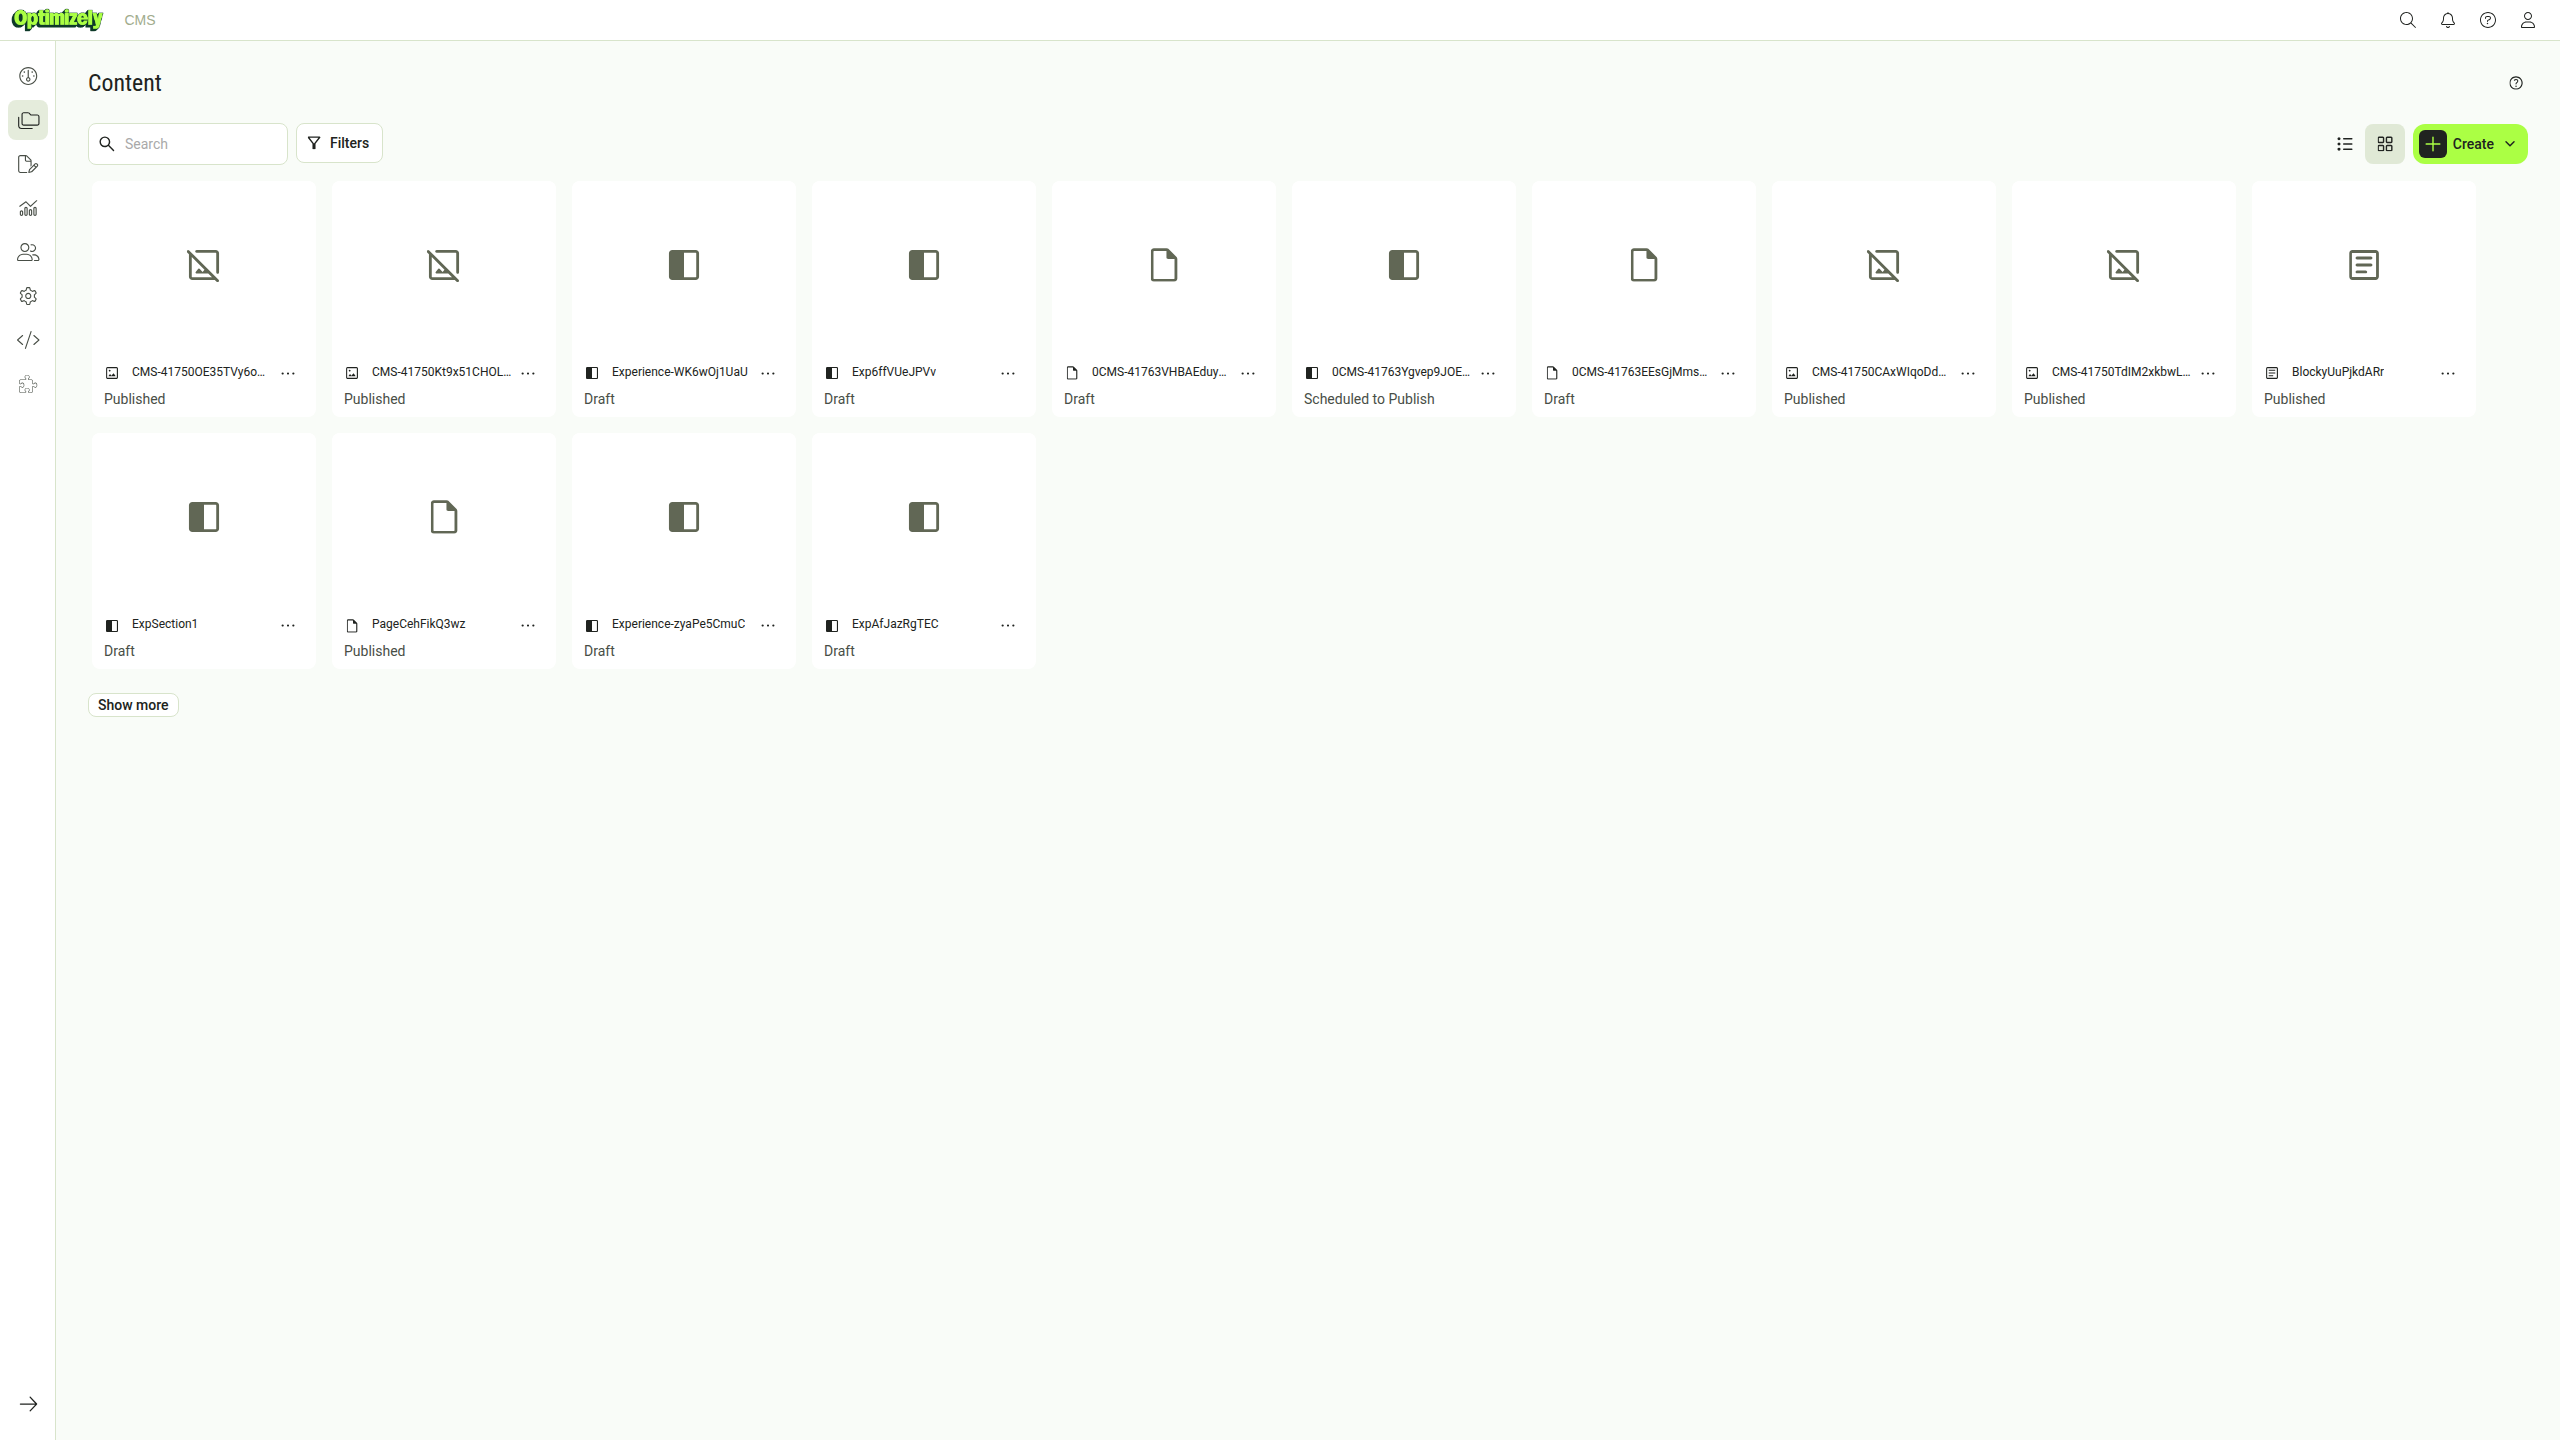 Optimizely CMS
Content
Search Filters Create
CMS-41750OE35TVy6o... CMS-41750Kt9x51CHOL... Experience-WK6wOj1UaU Exp6ffVUeJPVv 0CMS-41763VHBAEduy... 0CMS-41763Ygvep9JOE... 0CMS-41763EEsGjMms... CMS-41750CAxWIqoDd... CMS-41750TdIM2xkbwL... BlockyUuPjkdARr
Published Published Draft Draft Draft Scheduled to Publish Draft Published Published Published
ExpSection1 PageCehFikQ3wz Experience-zyaPe5CmuC ExpAfJazRgTEC
Draft Published Draft Draft
Show more